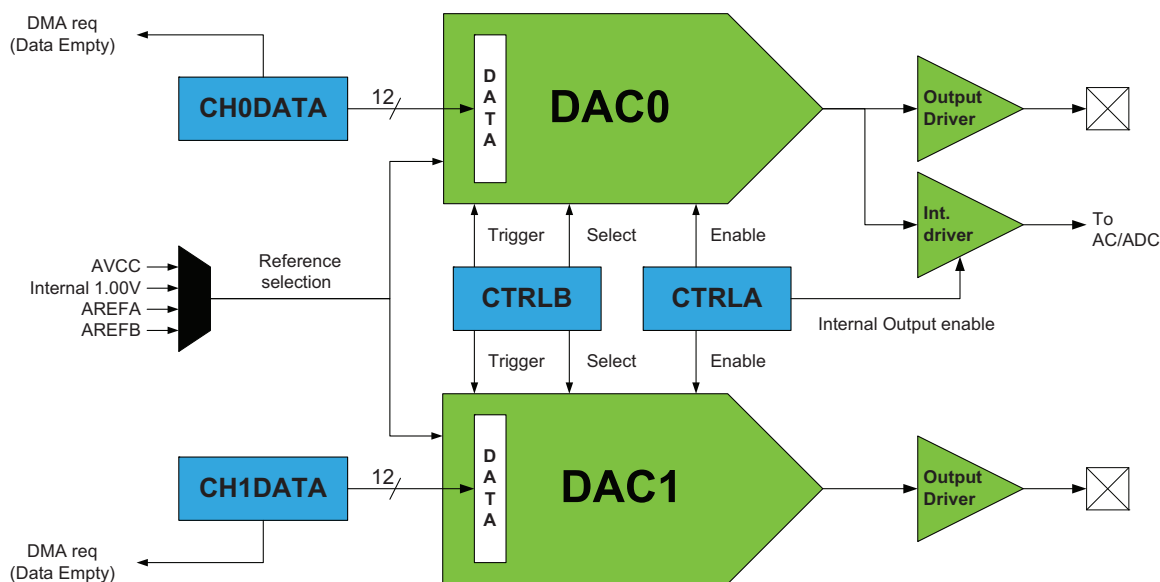 DMA req
(Data Empty)
CH0DATA
12
DATA
DAC0
Output
Driver
Int.
driver
To
AC/ADC
Trigger
Select
Enable
AVCC
Internal 1.00V
AREFA
AREFB
Reference
selection
CTRLB
CTRLA
Internal Output enable
Trigger
Select
Enable
CH1DATA
12
DATA
DAC1
Output
Driver
DMA req
(Data Empty)